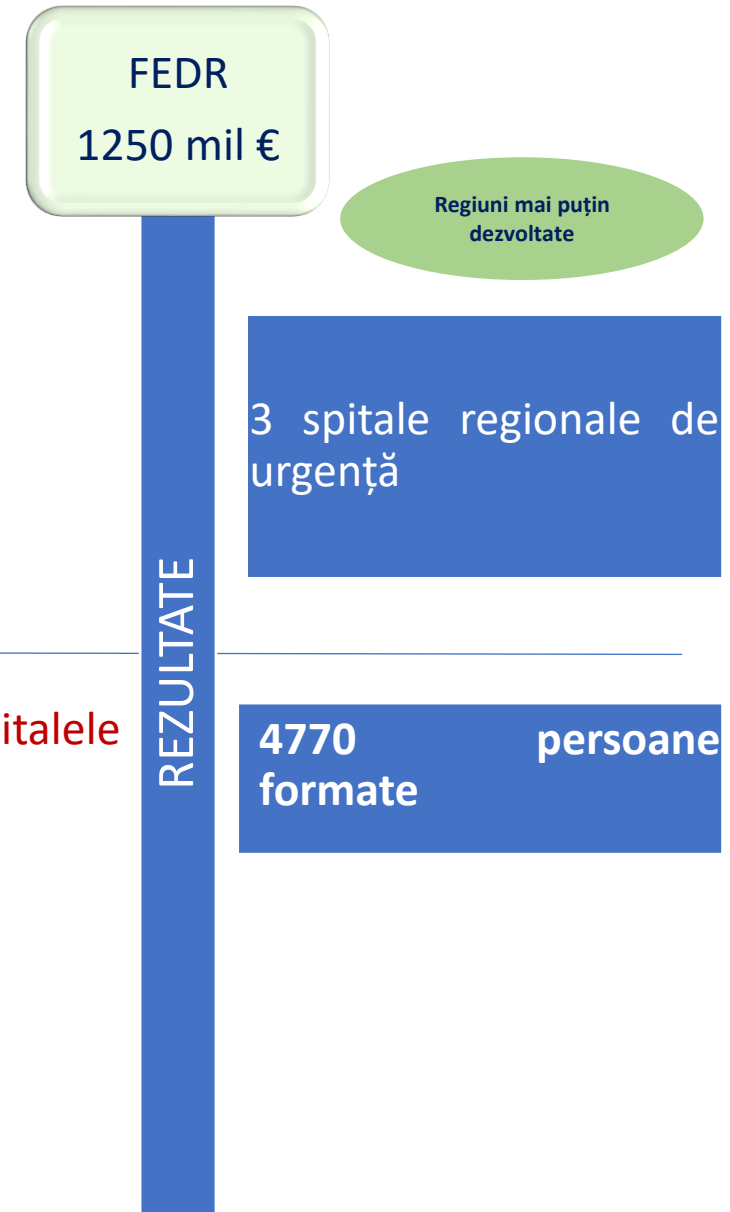 FEDR
1250 mil €
Regiuni mai puțin
dezvoltate
3 spitale regionale de
urgență
REZULTATE
italele
4770 persoane
formate